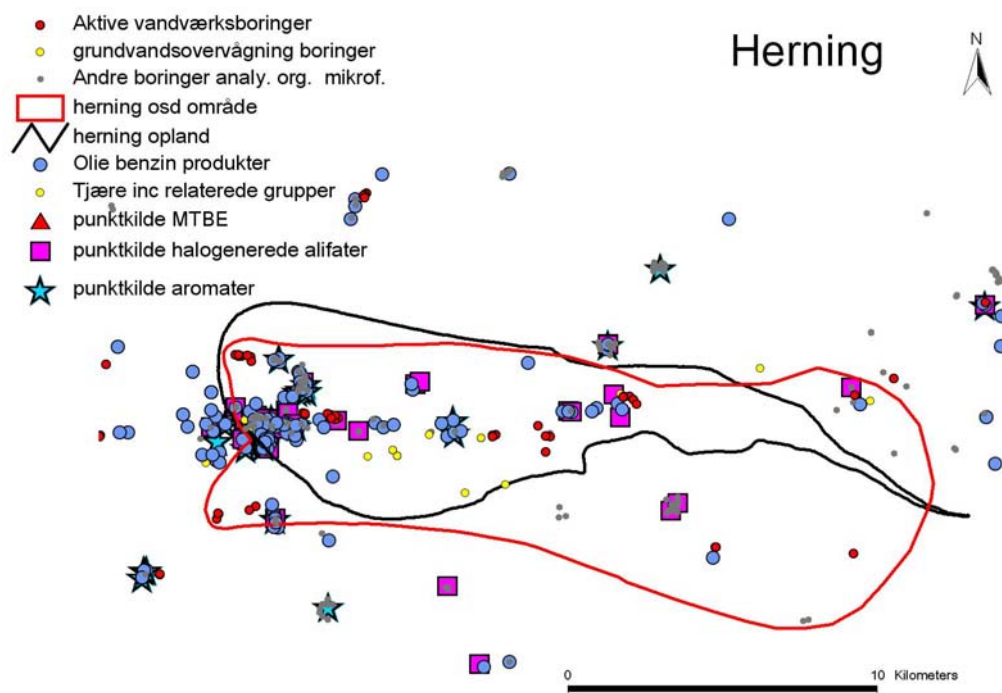 Aktive vandværksboringer
grundvandsovervågning boringer
Andre boringer analy. org. mikrof.
herning osd område
herning opland
Olie benzin produkter
Tjære inc relaterede grupper
punktkilde MTBE
punktkilde halogenerede alifater
punktkilde aromater
Herning
N
0 10 Kilometers